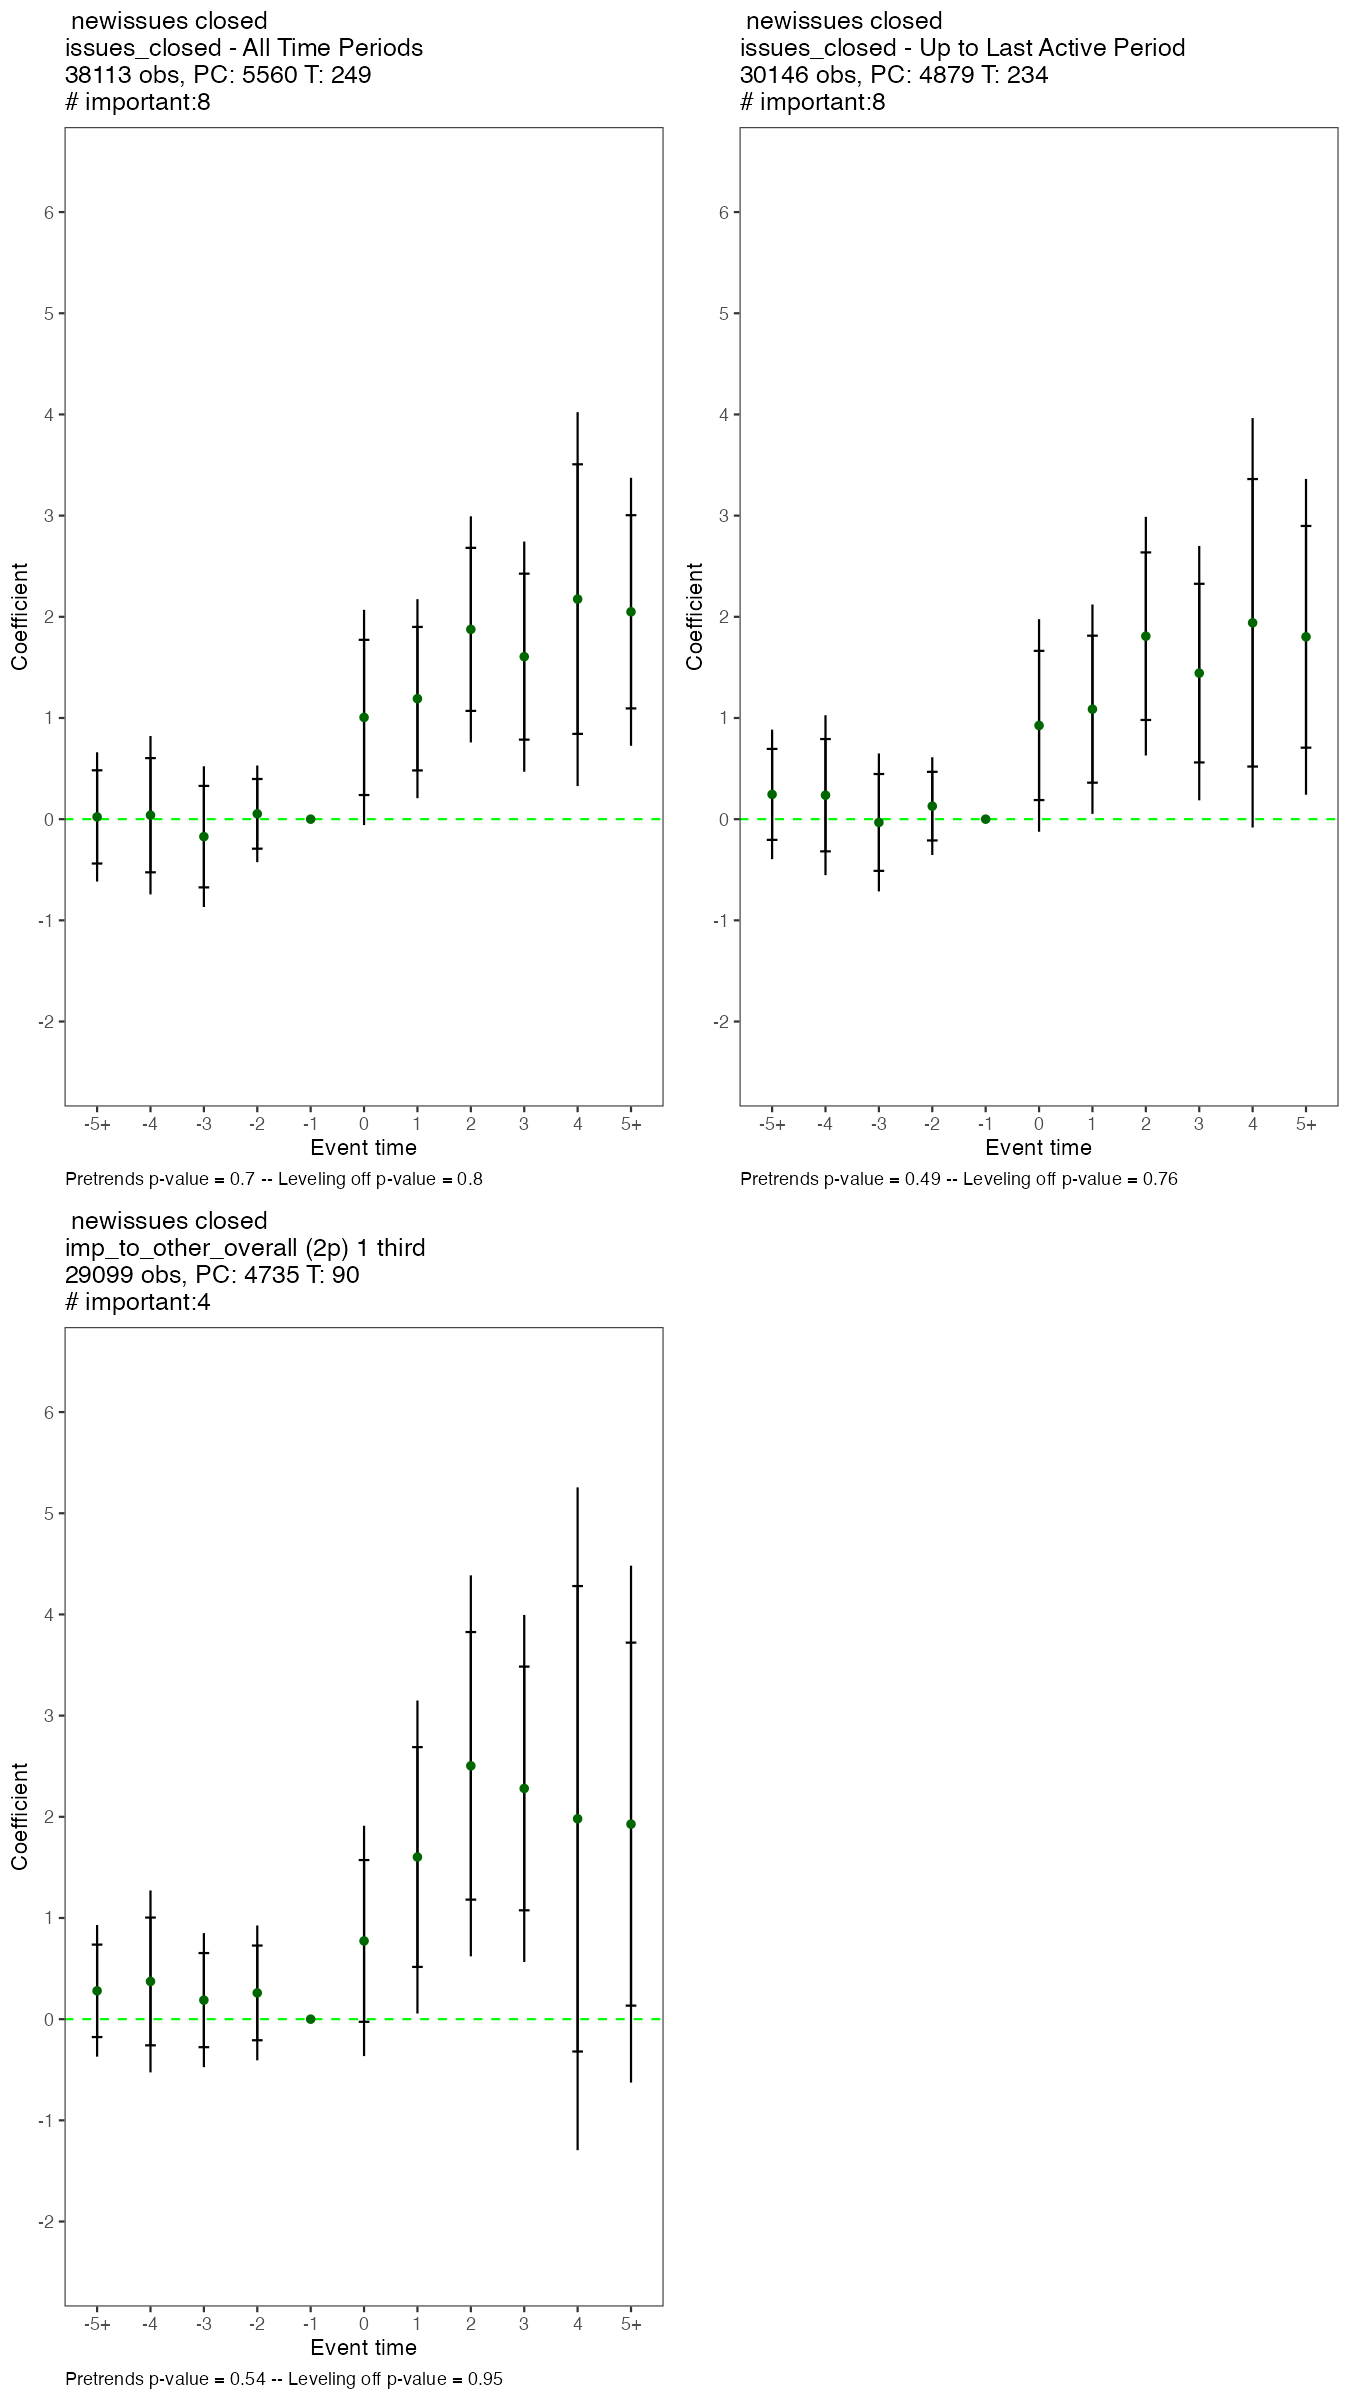 newissues closed
issues_closed - All Time Periods
38113 obs, PC: 5560 T: 249
# important:8
6
5
4
3
2
1
0
-1
-2
Coefficient
-5+ -4 -3 -2 -1 0 1 2 3 4 5+
Event time
Pretrends p-value = 0.7 -- Leveling off p-value = 0.8
newissues closed
issues_closed - Up to Last Active Period
30146 obs, PC: 4879 T: 234
# important:8
6
5
4
3
2
1
0
-1
-2
Coefficient
-5+ -4 -3 -2 -1 0 1 2 3 4 5+
Event time
Pretrends p-value = 0.49 -- Leveling off p-value = 0.76
newissues closed
imp_to_other_overall (2p) 1 third
29099 obs, PC: 4735 T: 90
# important:4
6
5
4
3
2
1
0
-1
-2
Coefficient
-5+ -4 -3 -2 -1 0 1 2 3 4 5+
Event time
Pretrends p-value = 0.54 -- Leveling off p-value = 0.95